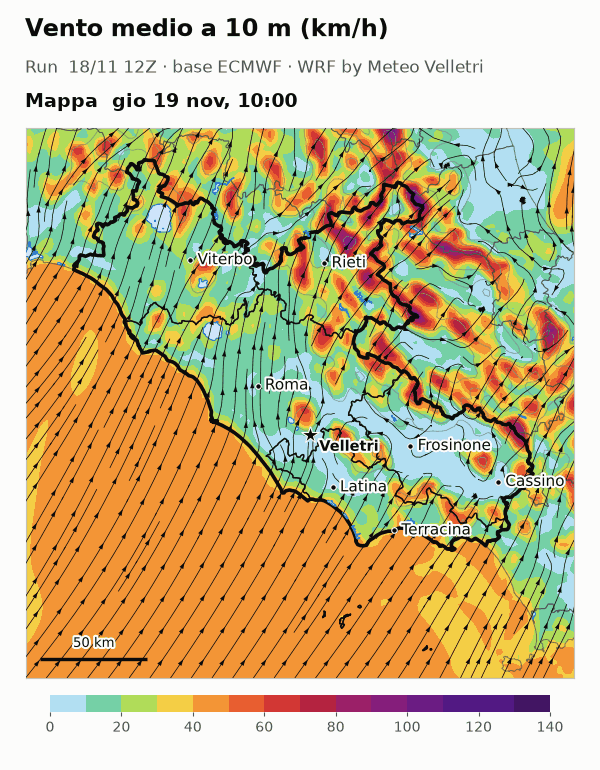 Vento medio a 10 m (km/h)
Run 18/11 12Z · base ECMWF · WRF by Meteo Velletri
Mappa gio 19 nov, 10:00
Viterbo
Rieti
Roma
Velletri
Frosinone
Latina
Cassino
Terracina
50 km
0 20 40 60 80 100 120 140